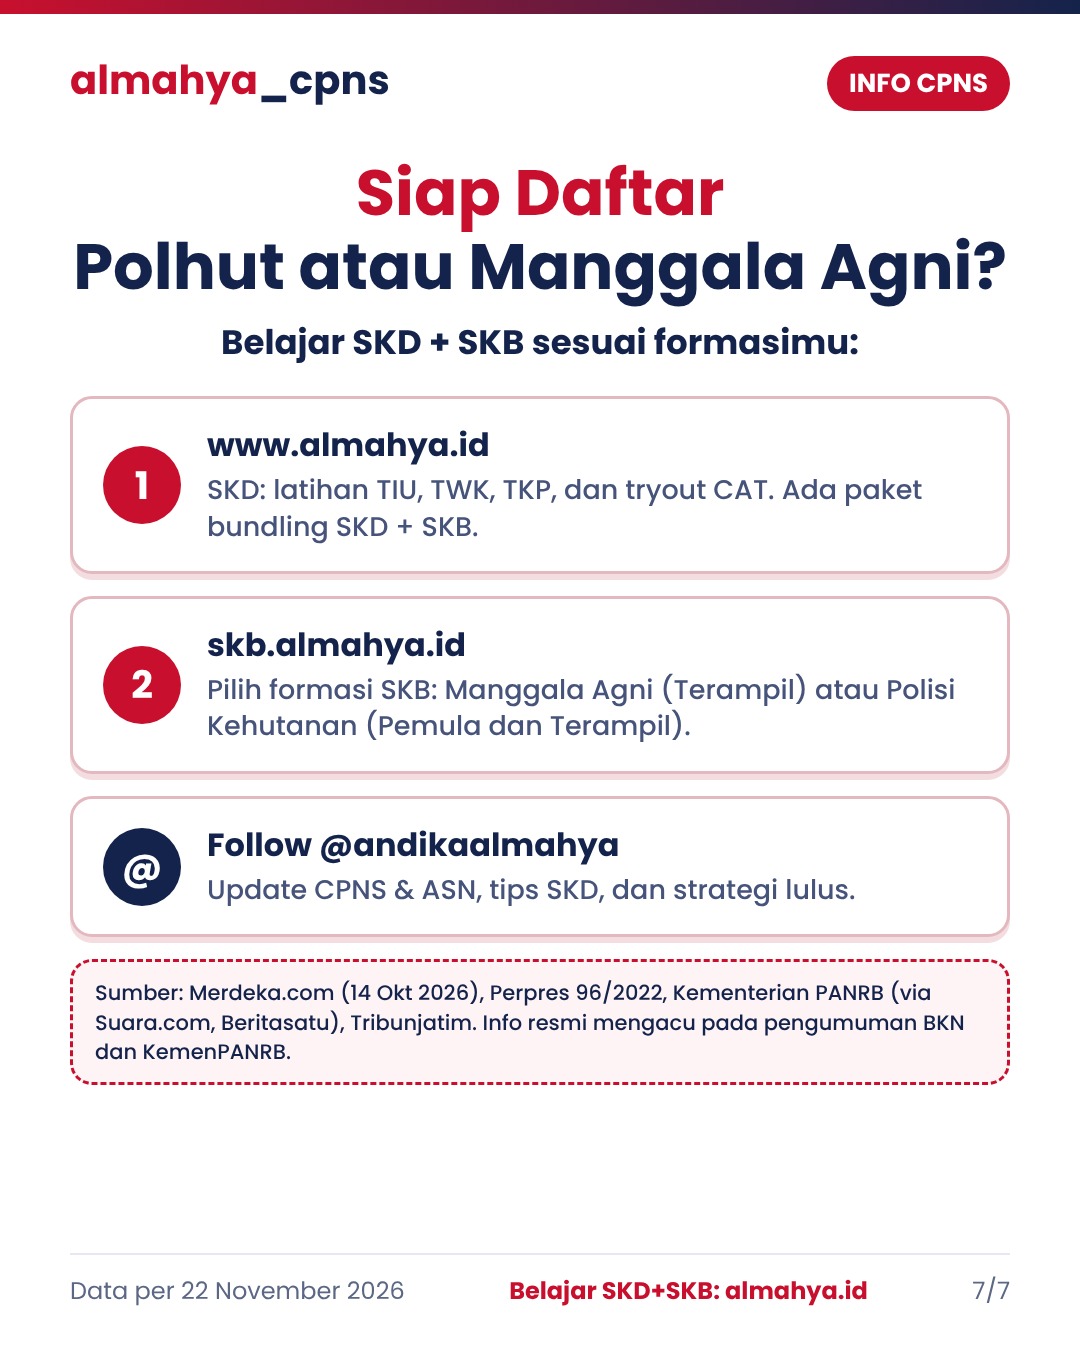 almahya_cpns
INFO CPNS
Siap Daftar
Polhut atau Manggala Agni?
Belajar SKD + SKB sesuai formasimu:
1
www.almahya.id
SKD: latihan TIU, TWK, TKP, dan tryout CAT. Ada paket
bundling SKD + SKB.
2
skb.almahya.id
Pilih formasi SKB: Manggala Agni (Terampil) atau Polisi
Kehutanan (Pemula dan Terampil).
@
Follow @andikaalmahya
Update CPNS & ASN, tips SKD, dan strategi lulus.
Sumber: Merdeka.com (14 Okt 2026), Perpres 96/2022, Kementerian PANRB (via
Suara.com, Beritasatu), Tribunjatim. Info resmi mengacu pada pengumuman BKN
dan KemenPANRB.
Data per 22 November 2026
Belajar SKD+SKB: almahya.id
7/7